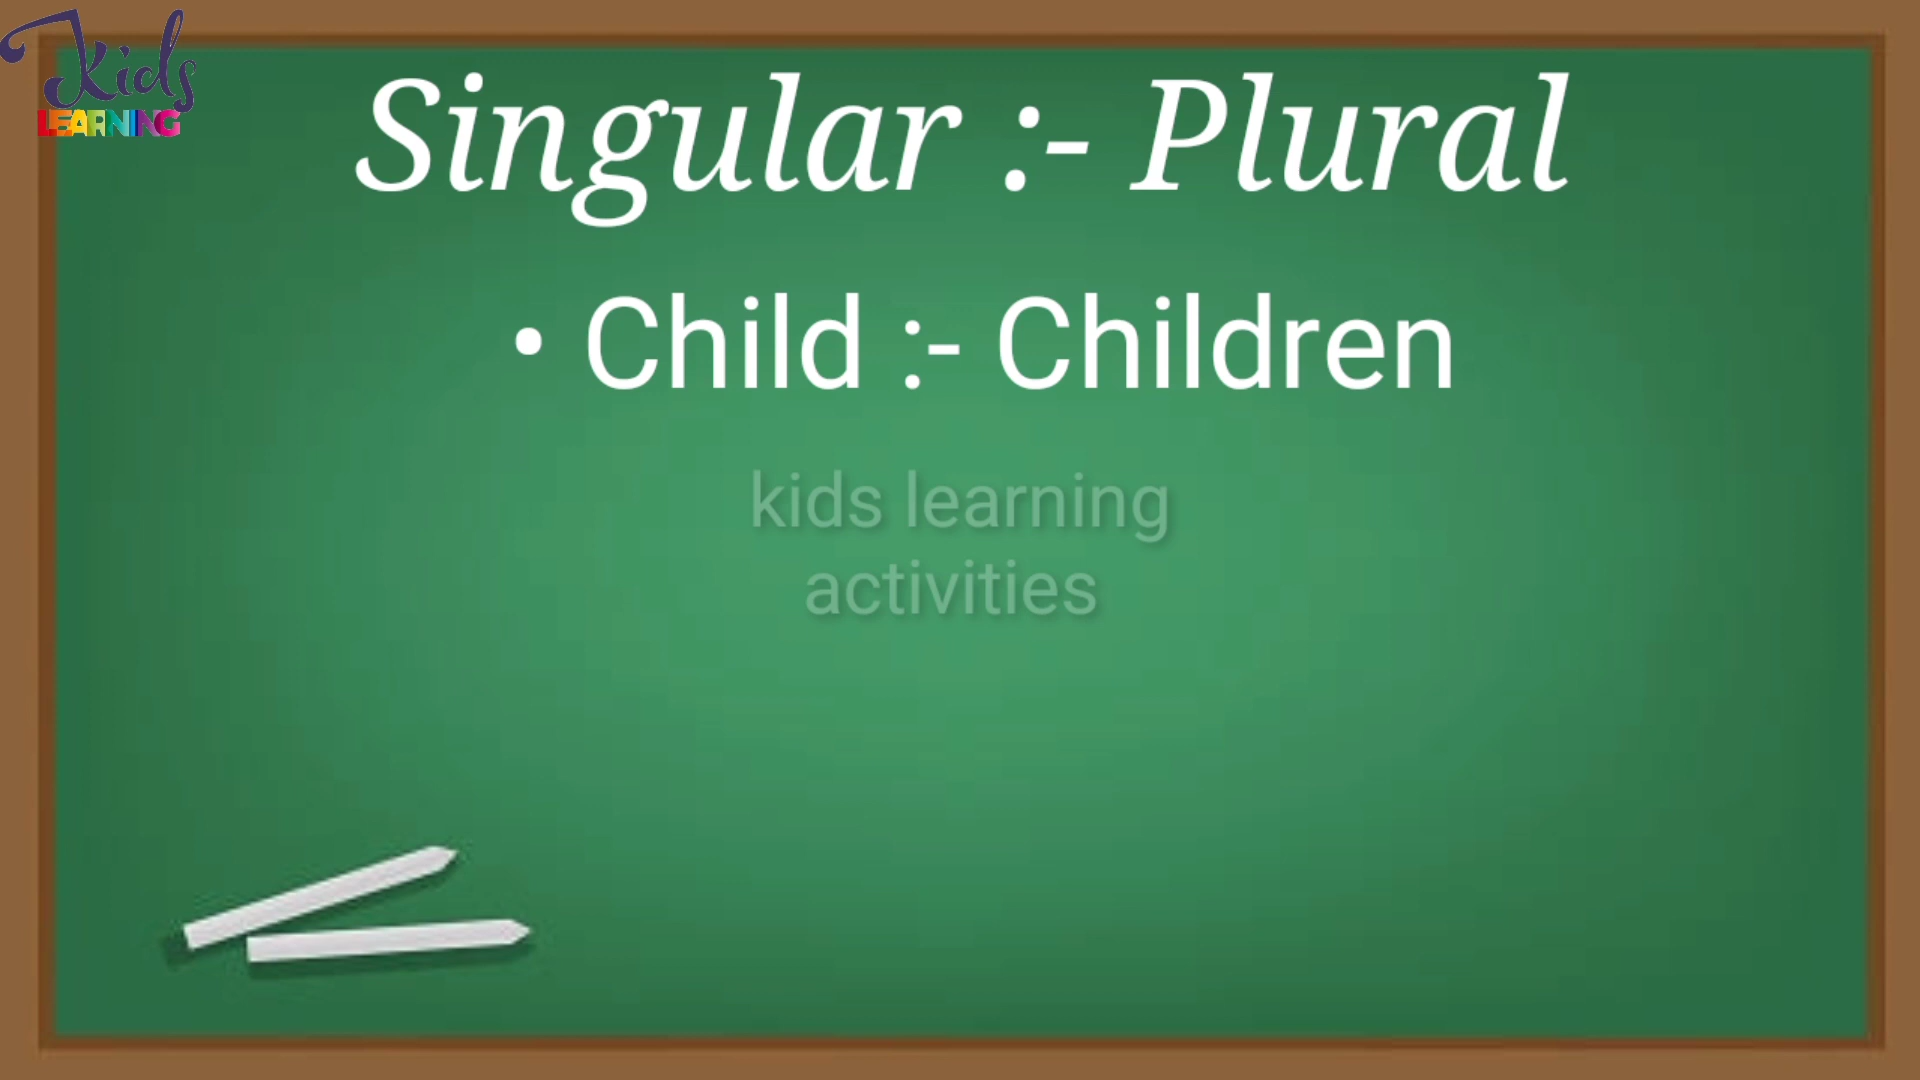 Kids
LEARNING
Singular :- Plural
• Child :- Children
kids learning
activities